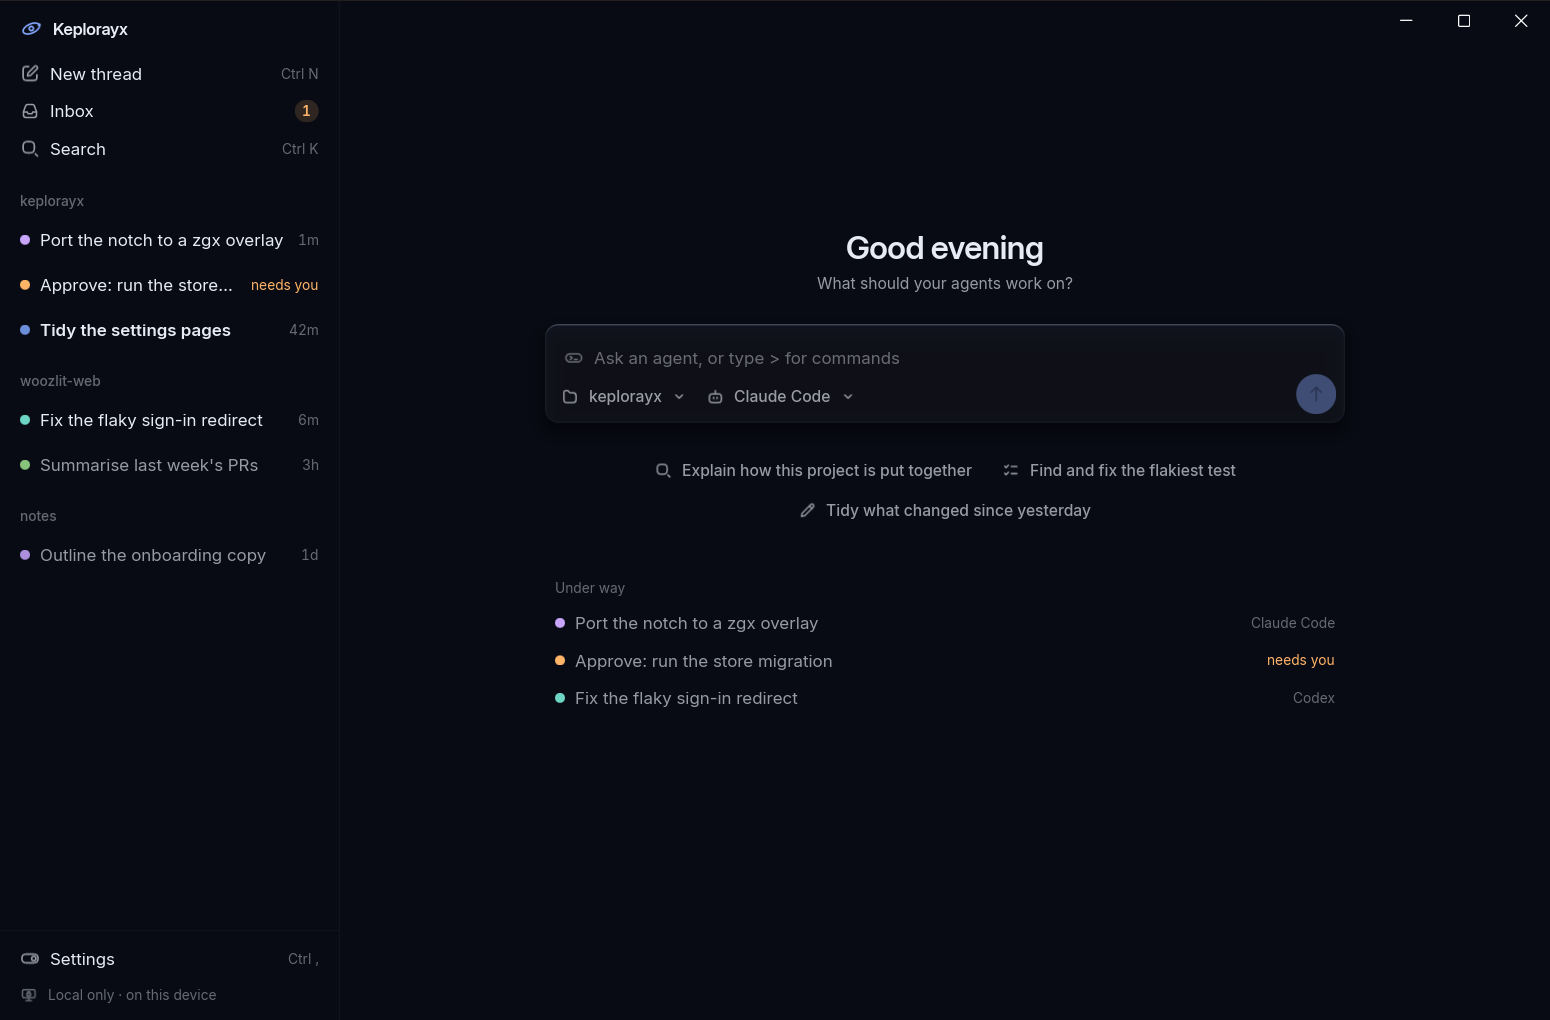 Keplorayx
New thread Ctrl N
Inbox 1
Search Ctrl K
keplorayx
Port the notch to a zgx overlay 1m
Approve: run the store... needs you
Tidy the settings pages 42m
woozlit-web
Fix the flaky sign-in redirect 6m
Summarise last week's PRs 3h
notes
Outline the onboarding copy 1d
Settings Ctrl ,
Local only · on this device
Good evening
What should your agents work on?
Ask an agent, or type > for commands
keplorayx Claude Code
Explain how this project is put together Find and fix the flakiest test
Tidy what changed since yesterday
Under way
Port the notch to a zgx overlay Claude Code
Approve: run the store migration needs you
Fix the flaky sign-in redirect Codex